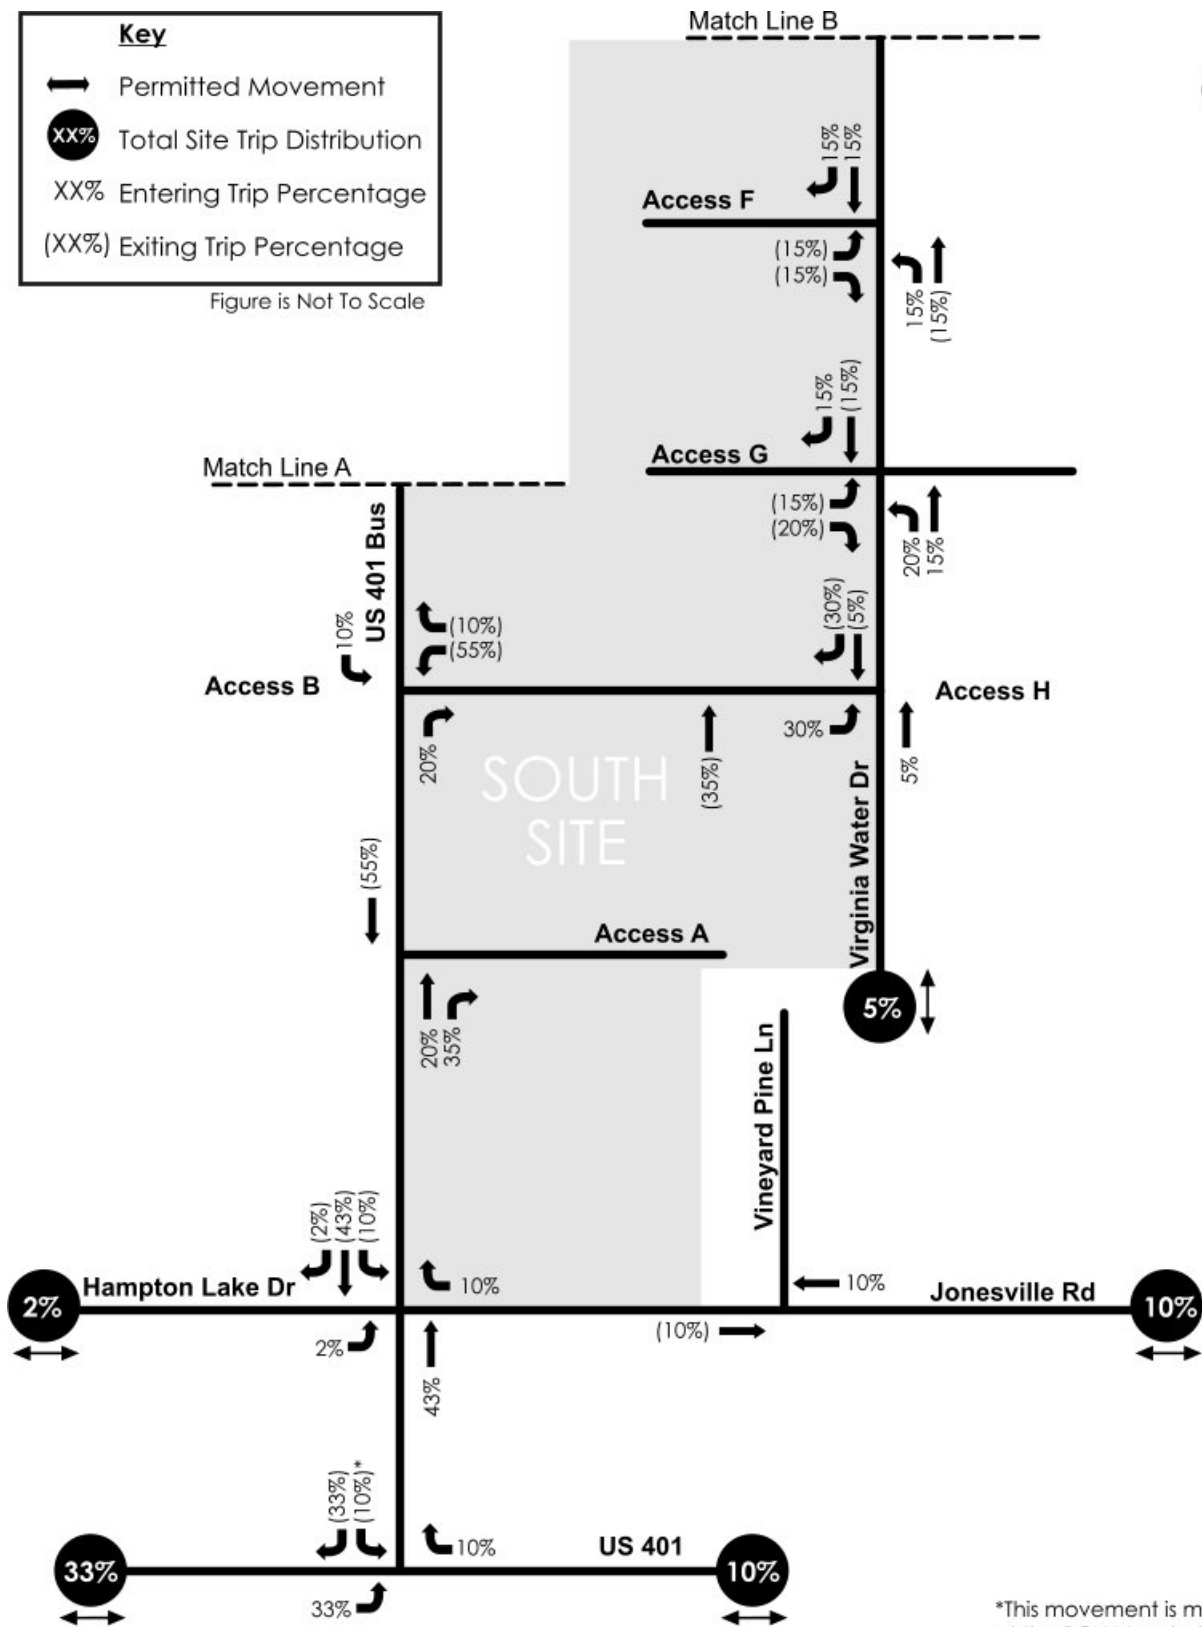 Key
Permitted Movement
XX% Total Site Trip Distribution
XX% Entering Trip Percentage
(XX%) Exiting Trip Percentage
Figure is Not To Scale
Match Line B
15%
15%
Access F
(15%)
(15%)
15%
(15%)
15%
(15%)
Match Line A
Access G
(15%)
(20%)
20%
15%
US 401 Bus
10%
(10%)
(55%)
(30%)
(5%)
Access B
Access H
20%
(35%)
30%
5%
SOUTH
SITE
Virginia Water Dr
(55%)
Access A
20%
35%
5%
Vineyard Pine Ln
(2%)
(43%)
(10%)
Hampton Lake Dr
10%
10%
Jonesville Rd
2%
10%
2%
(10%)
43%
(33%)
(10%)*
10%
US 401
33%
10%
33%
*This movement is m